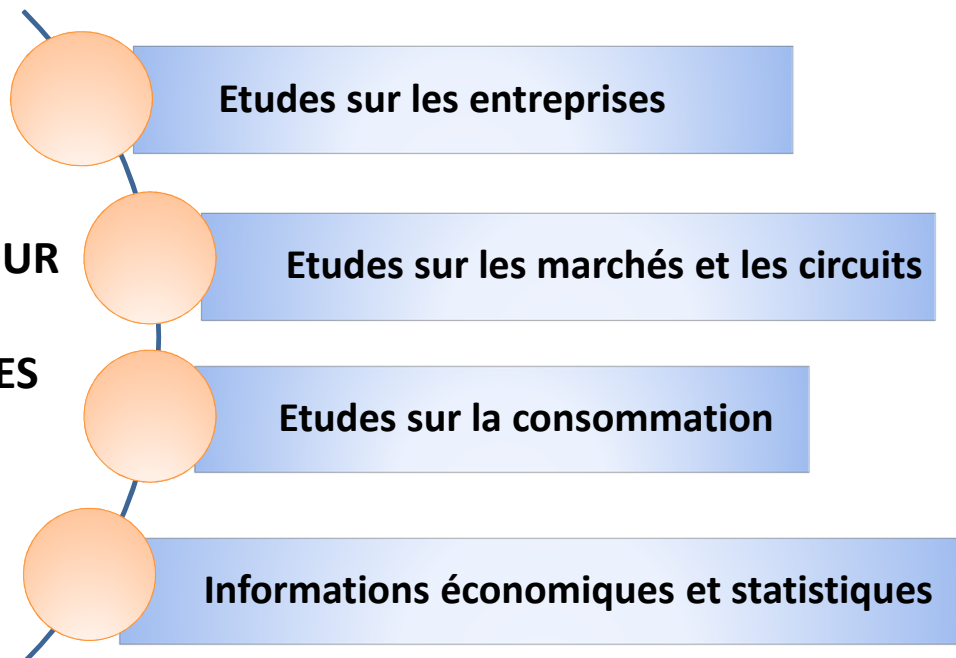 Etudes sur les entreprises
UR
Etudes sur les marchés et les circuits
ES
Etudes sur la consommation
Informations économiques et statistiques